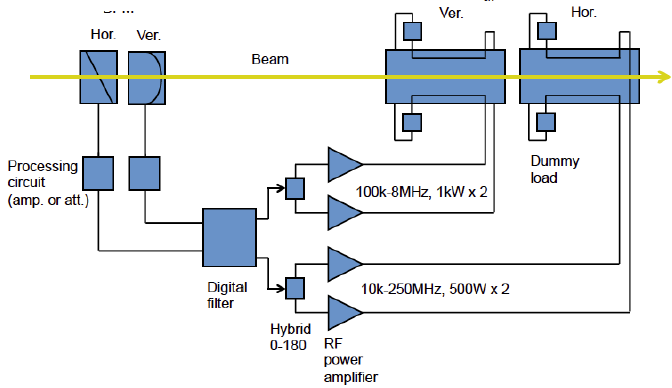 Hor.
Ver.
Ver.
Hor.
Beam
Processing
circuit
(amp. or att.)
Dummy
load
100k-8MHz, 1kW x 2
10k-250MHz, 500W x 2
Digital
filter
Hybrid
0-180
RF
power
amplifier